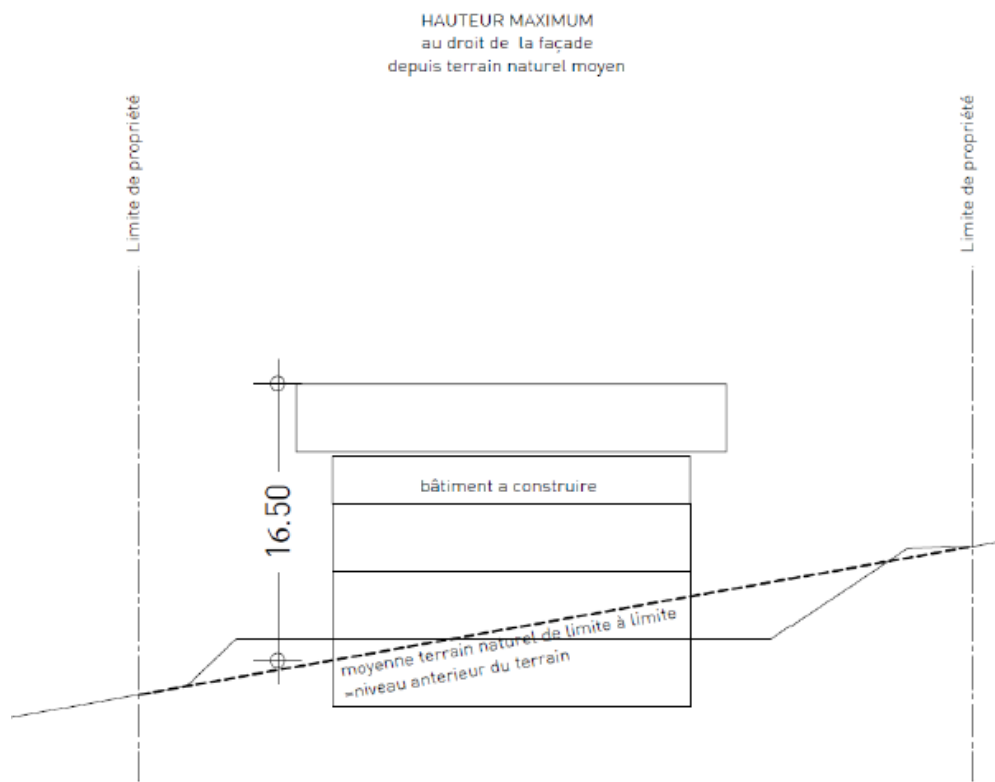 HAUTEUR MAXIMUM
au droit de la façade
depuis terrain naturel moyen
Limite de propriété
Limite de propriété
16.50
bâtiment a construire
moyenne terrain naturel de limite à limite
=niveau anterieur du terrain